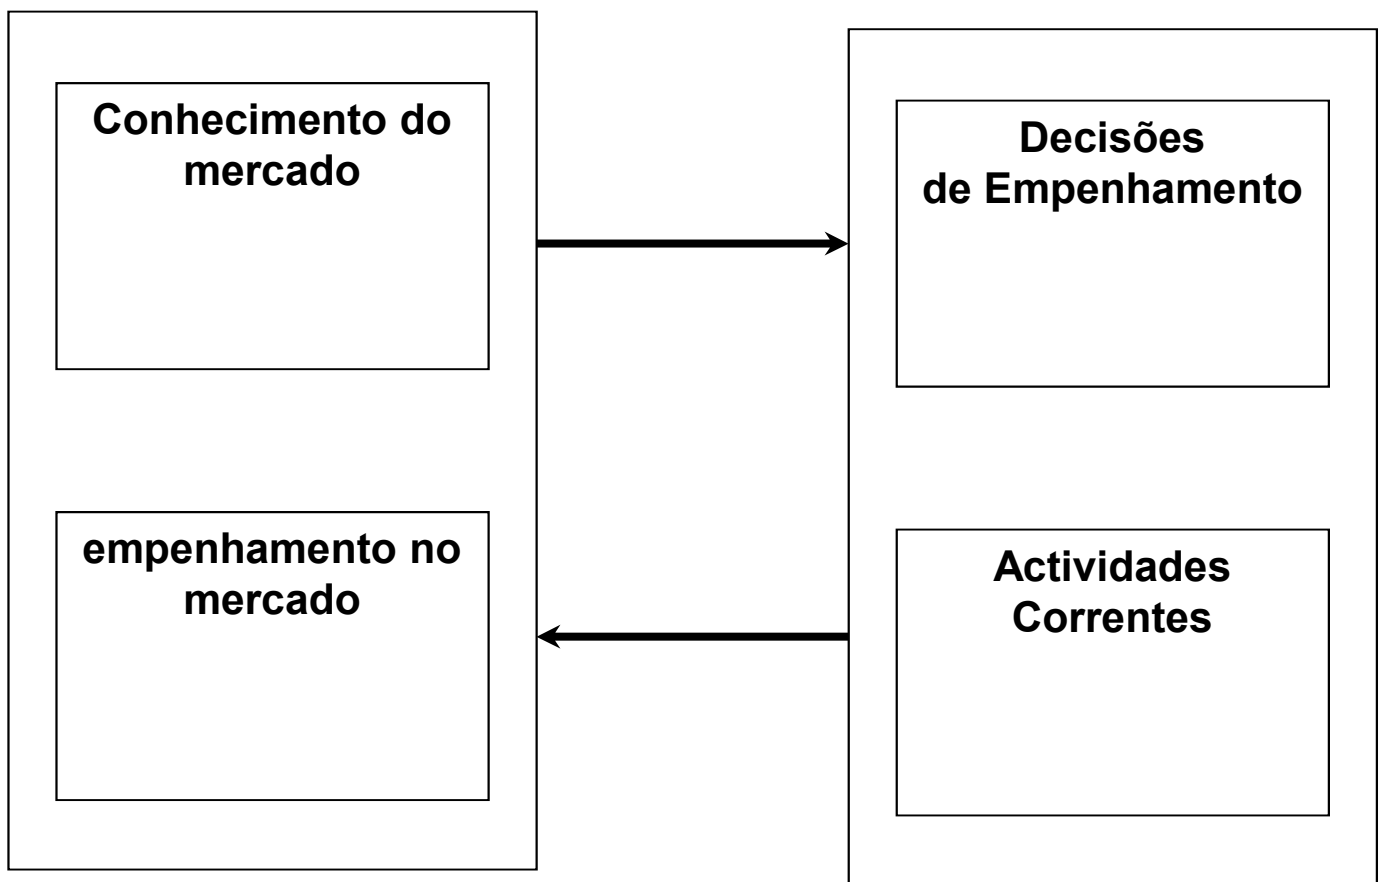 Conhecimento do
mercado
Decisões
de Empenhamento
empenhamento no
mercado
Actividades
Correntes